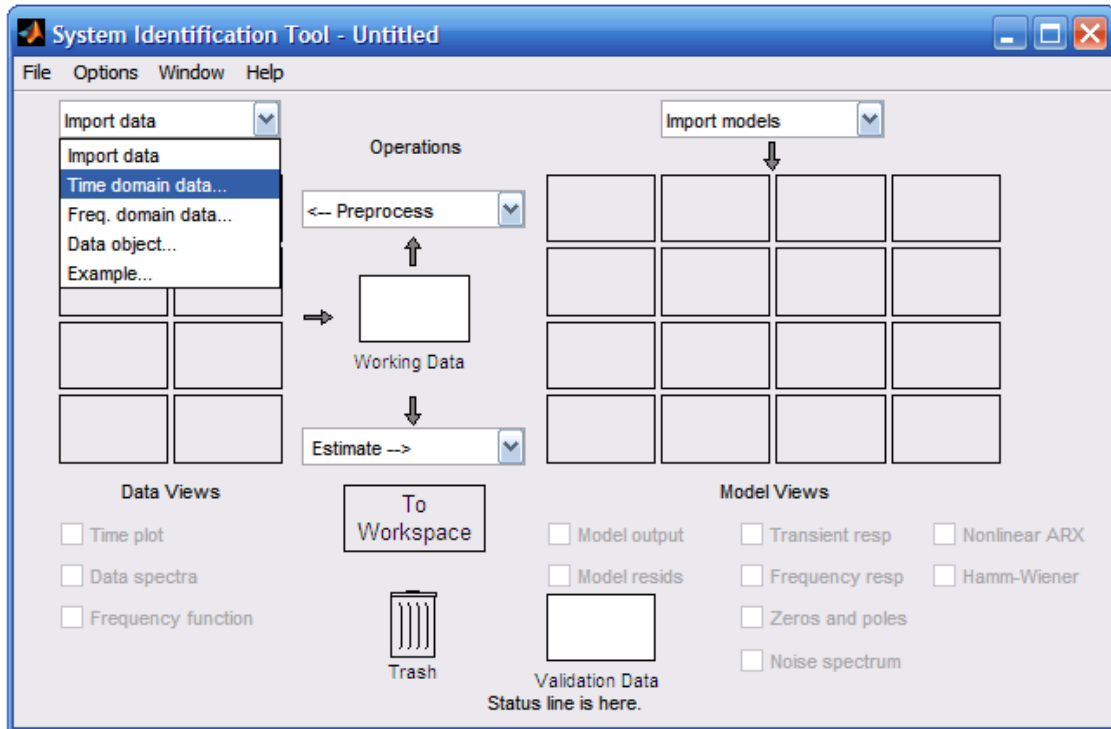 System Identification Tool - Untitled
File Options Window Help
Import data
Import models
Import data
Time domain data...
Freq. domain data...
Data object...
Example...
Operations
<-- Preprocess
Working Data
Estimate -->
Data Views
Time plot
Data spectra
Frequency function
To
Workspace
Trash
Model Views
Model output
Transient resp
Nonlinear ARX
Model resids
Frequency resp
Hamm-Wiener
Zeros and poles
Noise spectrum
Validation Data
Status line is here.